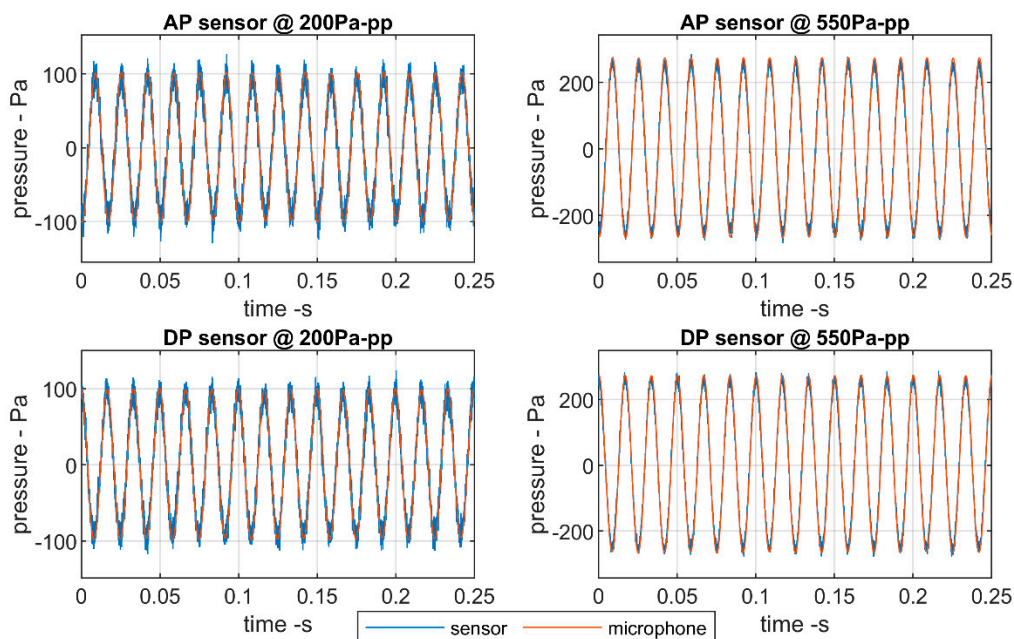 AP sensor @ 200Pa-pp
AP sensor @ 550Pa-pp
pressure - Pa
100
0
-100
0 0.05 0.1 0.15 0.2 0.25
time -s
pressure - Pa
200
0
-200
0 0.05 0.1 0.15 0.2 0.25
time -s
DP sensor @ 200Pa-pp
DP sensor @ 550Pa-pp
pressure - Pa
100
0
-100
0 0.05 0.1 0.15 0.2 0.25
time -s
pressure - Pa
200
0
-200
0 0.05 0.1 0.15 0.2 0.25
time -s
sensor microphone